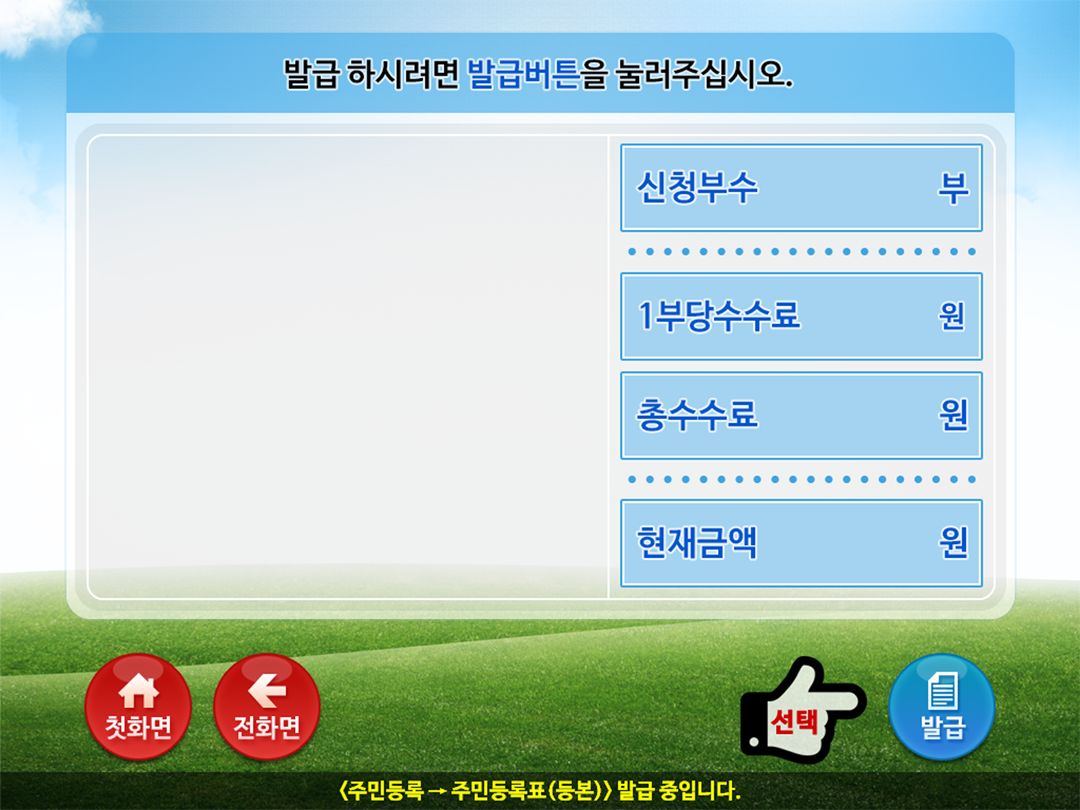 발급 하시려면 발급버튼을 눌러주십시오.
신청부수 부
1부당수수료 원
총수수료 원
현재금액 원
첫화면
전화면
선택
발급
<주민등록 → 주민등록표(등본)> 발급 중입니다.